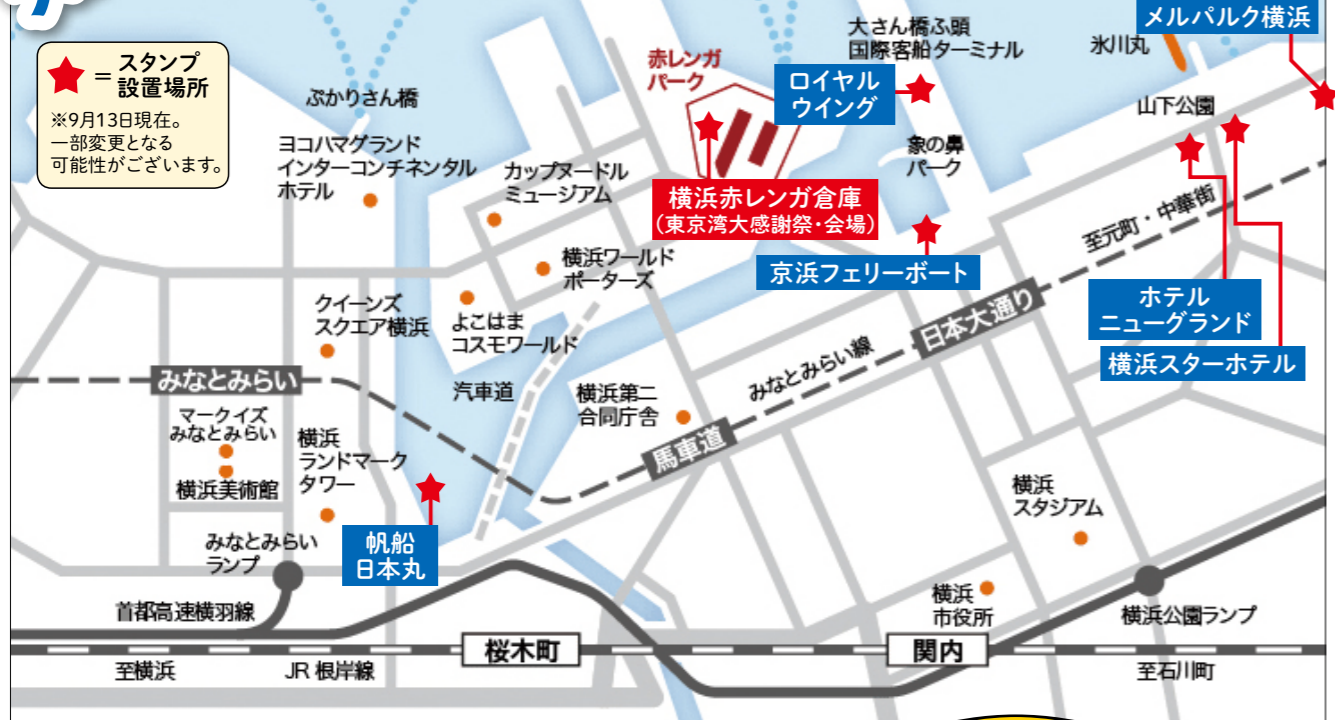 = スタンプ
設置場所
※9月13日現在。
一部変更となる
可能性がございます。
ぷかりさん橋
ヨコハマグランド
インターコンチネンタル
ホテル
カップヌードル
ミュージアム
赤レンガ
パーク
大さん橋ふ頭
国際客船ターミナル
ロイヤル
ウイング
氷川丸
メルパルク横浜
山下公園
象の鼻
パーク
横浜赤レンガ倉庫
(東京湾大感謝祭・会場)
京浜フェリーボート
至元町・中華街
ホテル
ニューグランド
横浜スターホテル
横浜ワールド
ポーターズ
クイーンズ
スクエア横浜
よこはま
コスモワールド
汽車道
横浜第二
合同庁舎
みなとみらい線
日本大通り
馬車道
みなとみらい
マークイズ
みなとみらい
横浜美術館
横浜
ランドマーク
タワー
みなとみらい
ランプ
帆船
日本丸
横浜
スタジアム
横浜
市役所
横浜公園ランプ
首都高速横羽線
桜木町
関内
至横浜
JR 根岸線
至石川町